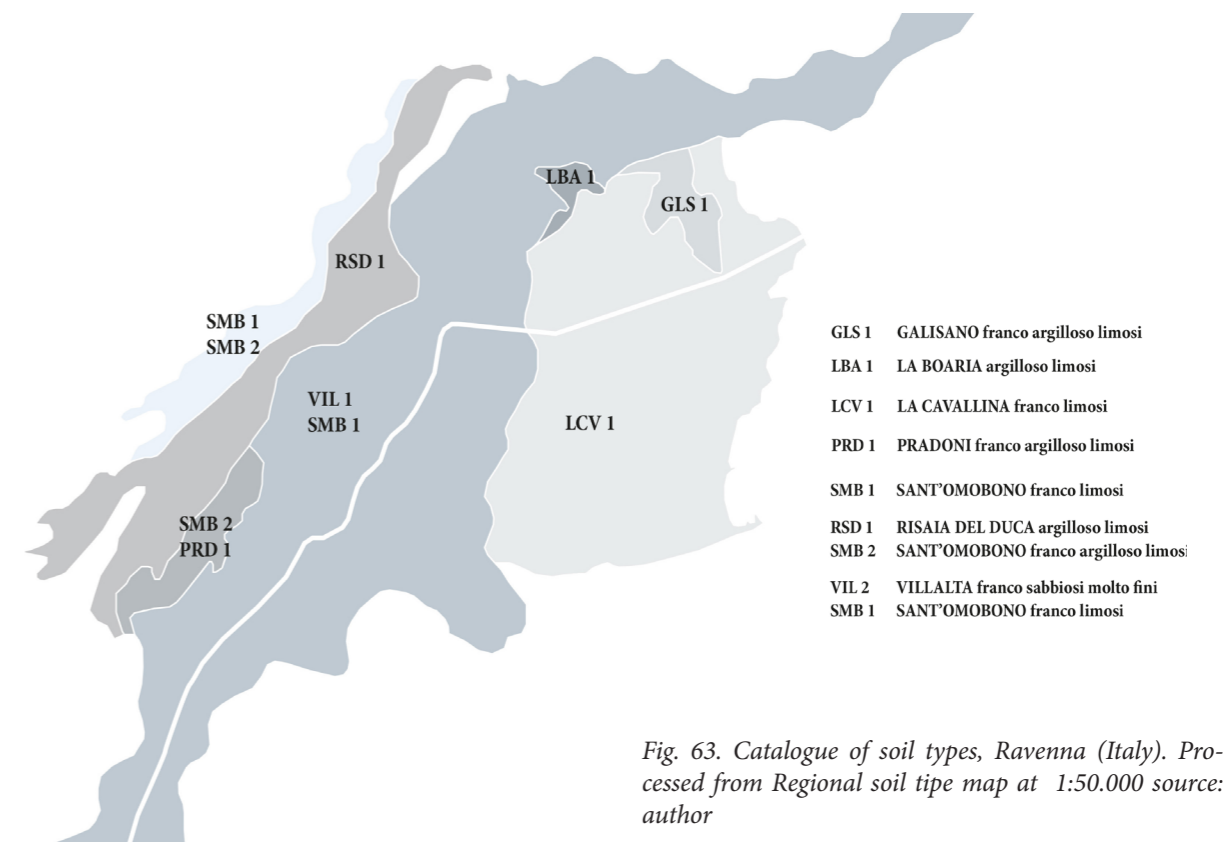 LBA 1
GLS 1
RSD 1
SMB 1
SMB 2
VIL 1
SMB 1
LCV 1
SMB 2
PRD 1
GLS 1 GALISANO franco argilloso limosi
LBA 1 LA BOARIA argilloso limosi
LCV 1 LA CAVALLINA franco limosi
PRD 1 PRADONI franco argilloso limosi
SMB 1 SANT'OMOBONO franco limosi
RSD 1 RISAIA DEL DUCA argilloso limosi
SMB 2 SANT'OMOBONO franco argilloso limosi
VIL 2 VILLALTA franco sabbiosi molto fini
SMB 1 SANT'OMOBONO franco limosi
Fig. 63. Catalogue of soil types, Ravenna (Italy). Pro-
cessed from Regional soil tipe map at 1:50.000 source:
author